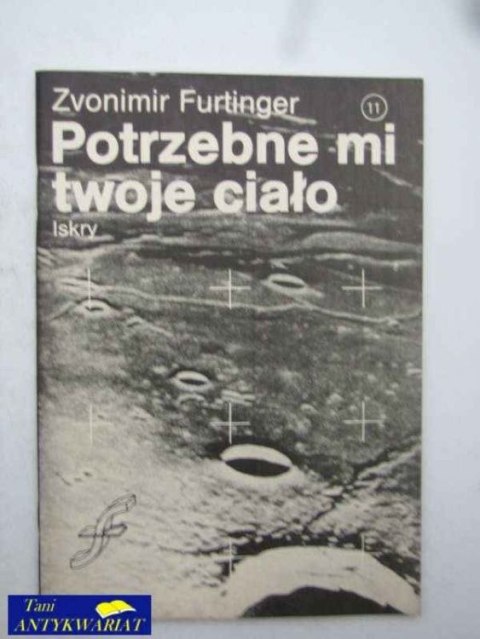 Zvonimir Furtinger
11
Potrzebne mi
twoje ciało
Iskry
Tani
ANTYKWARIAT